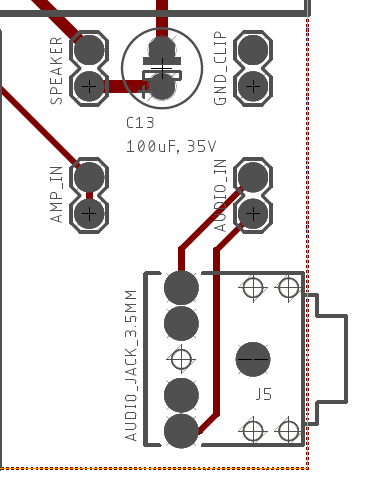 SPEAKER
GND_CLIP
C13
100uF, 35V
AMP_IN
AUDIO_IN
AUDIO_JACK_3.5MM
J5